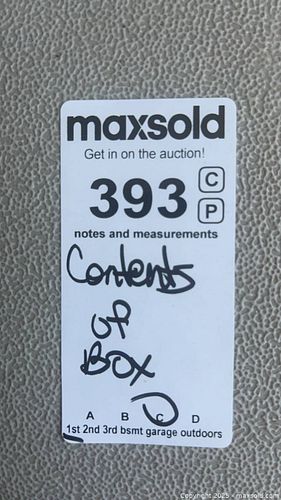 maxsold
Get in on the auction!
393 C
P
notes and measurements
Contents
of
BOX
A B C D
1st 2nd 3rd bsmt garage outdoors
Copyright 2025 - maxsold.com